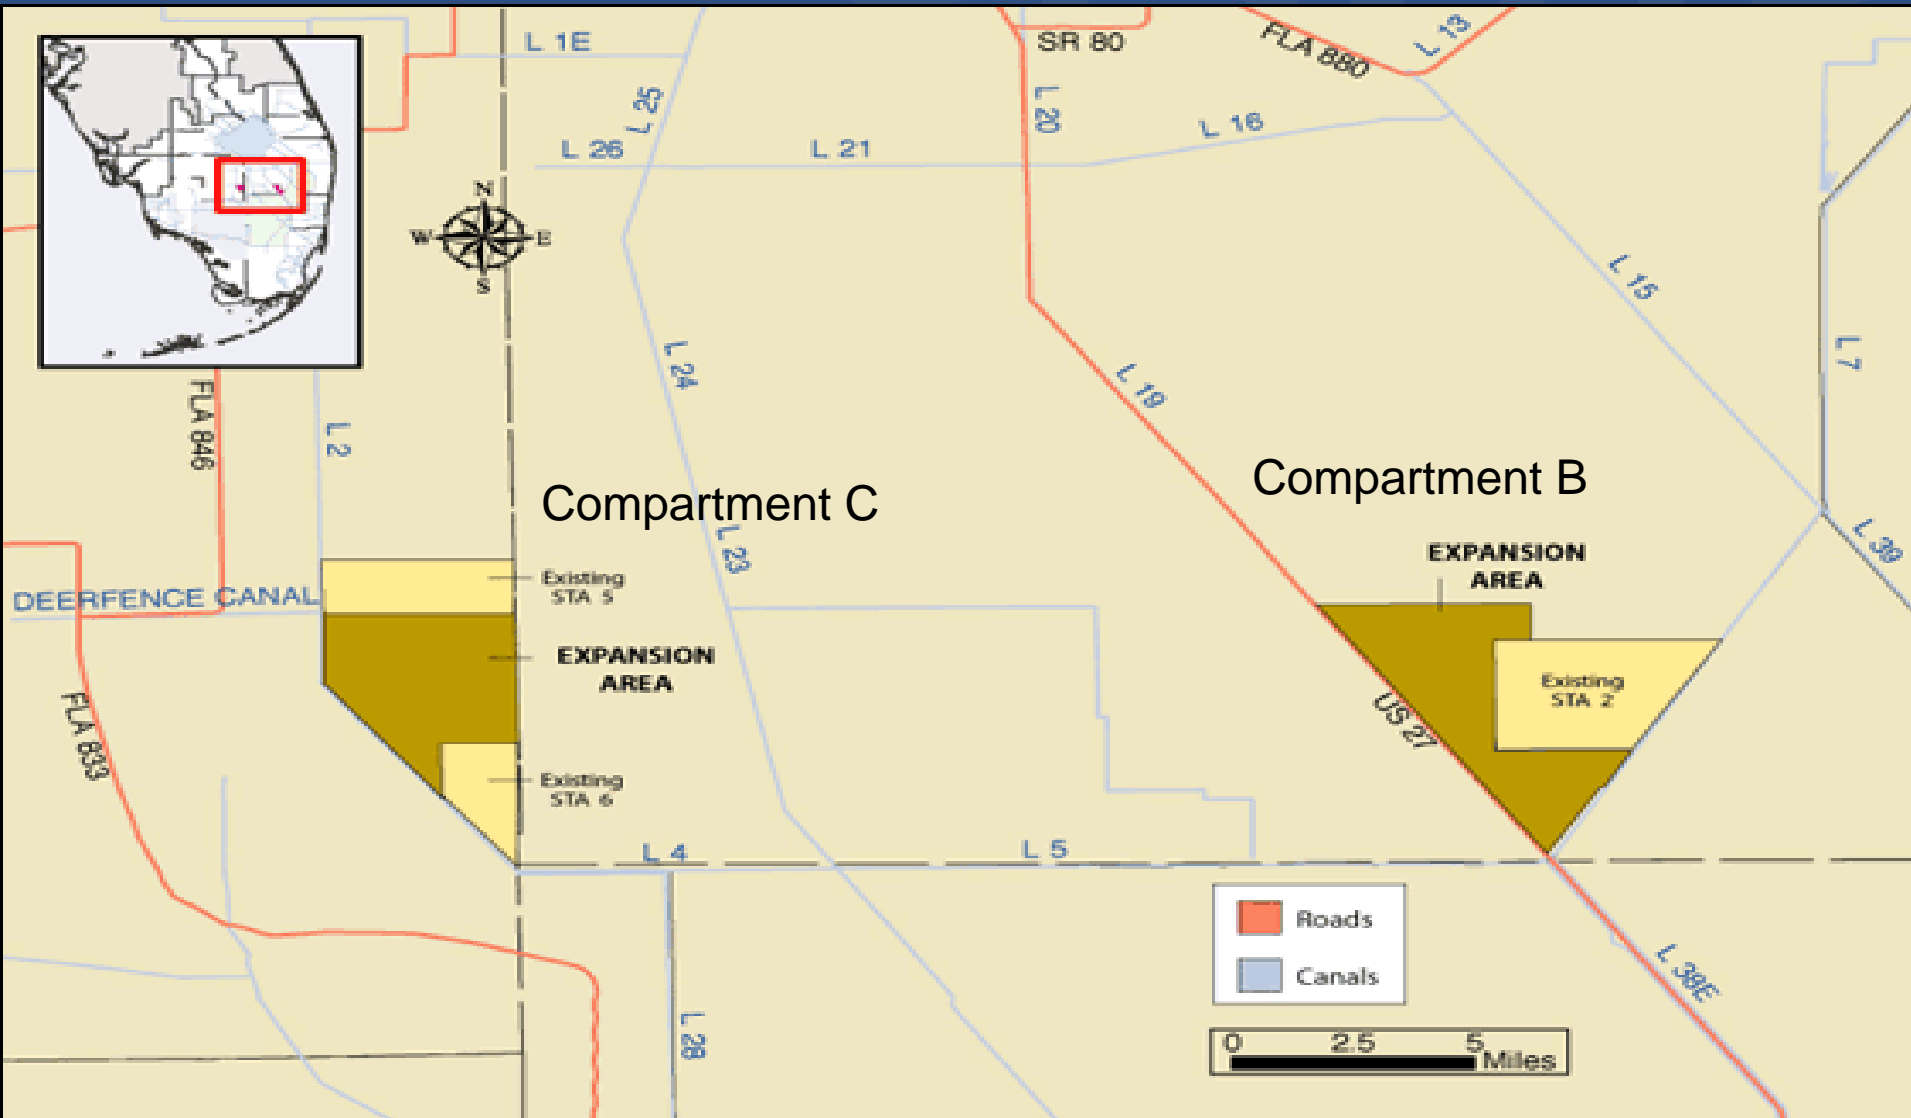 L 1E
SR 80
FLA 880
L 13
L 25
L 20
L 26
L 21
L 16
N
W
E
S
L 15
L 24
L 19
L 7
FLA 846
L 2
Compartment C
Compartment B
L 23
L 39
EXPANSION
AREA
Existing
STA 5
DEERFENCE CANAL
EXPANSION
AREA
Existing
STA 2
US 27
FLA 833
Existing
STA 6
L 4
L 5
Roads
Canals
L 38E
L 28
0 2.5 5
Miles